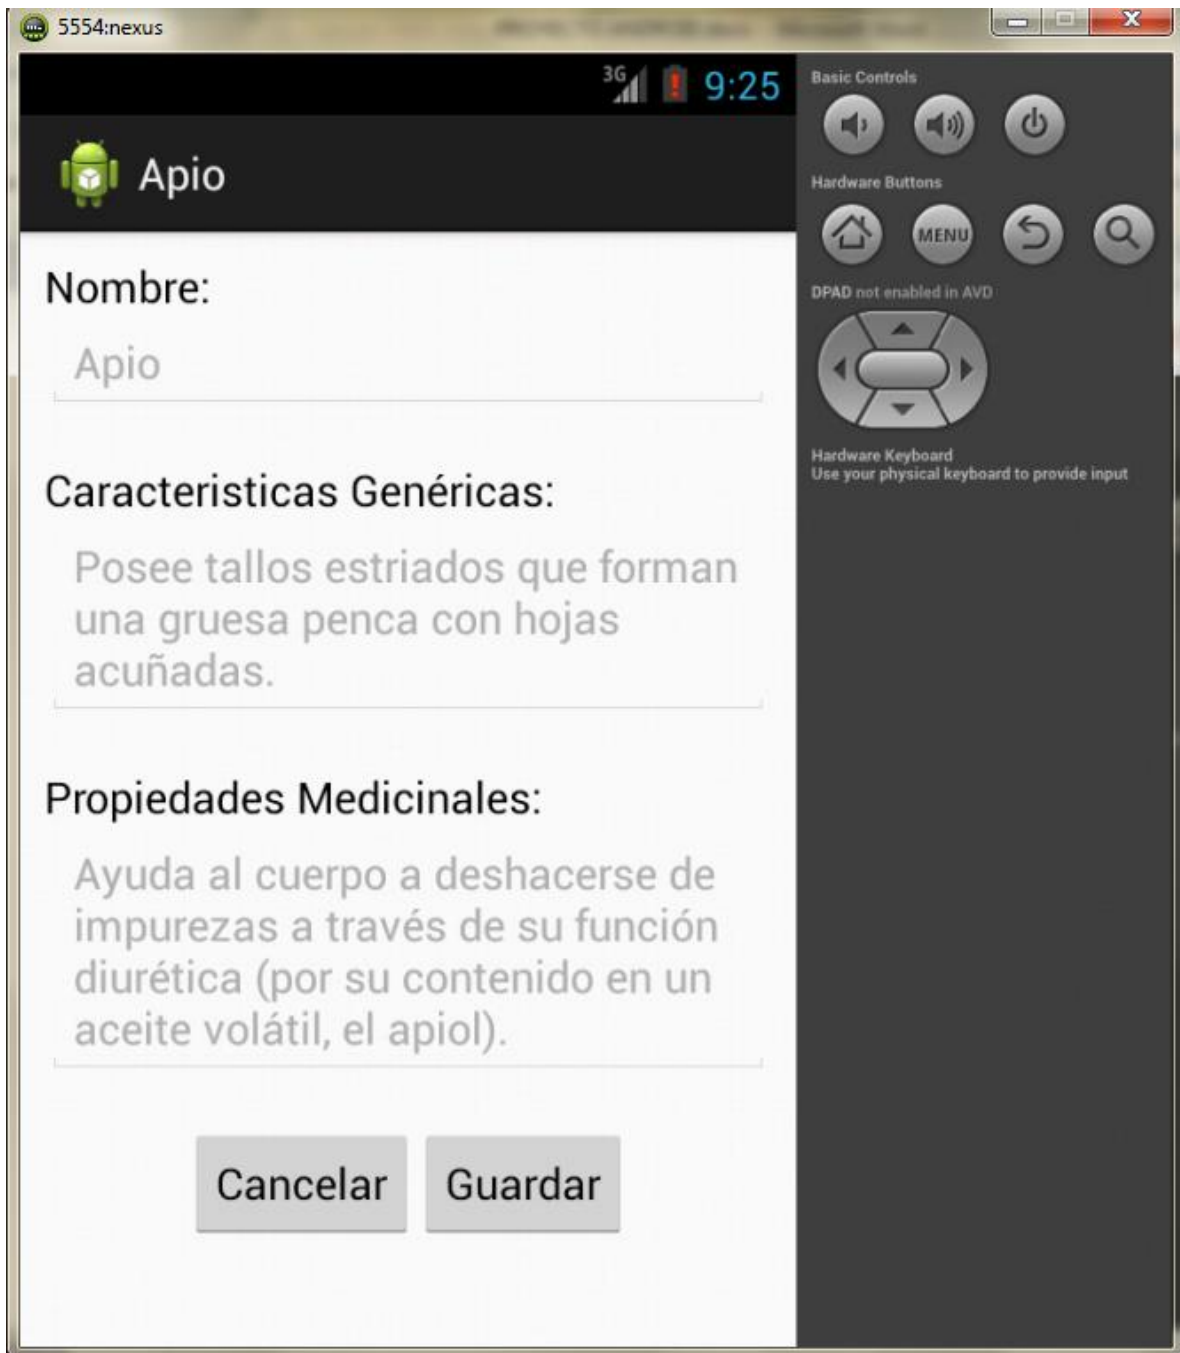 5554:nexus
3G 9:25
Apio
Nombre:
Apio
Caracteristicas Genéricas:
Posee tallos estriados que forman
una gruesa penca con hojas
acuñadas.
Propiedades Medicinales:
Ayuda al cuerpo a deshacerse de
impurezas a través de su función
diurética (por su contenido en un
aceite volátil, el apiol).
Cancelar Guardar
Basic Controls
Hardware Buttons
MENU
DPAD not enabled in AVD
Hardware Keyboard
Use your physical keyboard to provide input